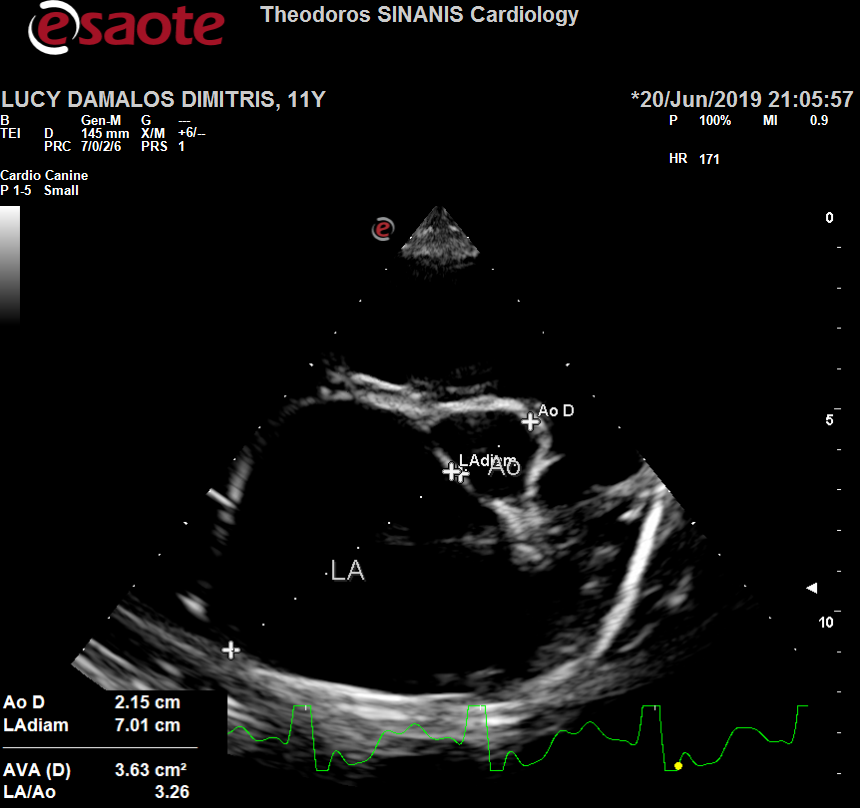 esaote
Theodoros SINANIS Cardiology
LUCY DAMALOS DIMITRIS, 11Y
*20/Jun/2019 21:05:57
B Gen-M G ---
TEI D 145 mm X/M +6/--
PRC 7/0/2/6 PRS 1
P 100% MI 0.9
HR 171
Cardio Canine
P 1-5 Small
e
0
Ao D
5
LAdiam
Ao
LA
10
Ao D 2.15 cm
LAdiam 7.01 cm
AVA (D) 3.63 cm²
LA/Ao 3.26